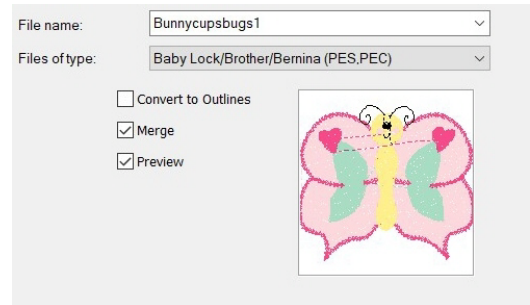 File name: Bunnycupsbugs1
Files of type: Baby Lock/Brother/Bernina (PES,PEC)
Convert to Outlines
Merge
Preview